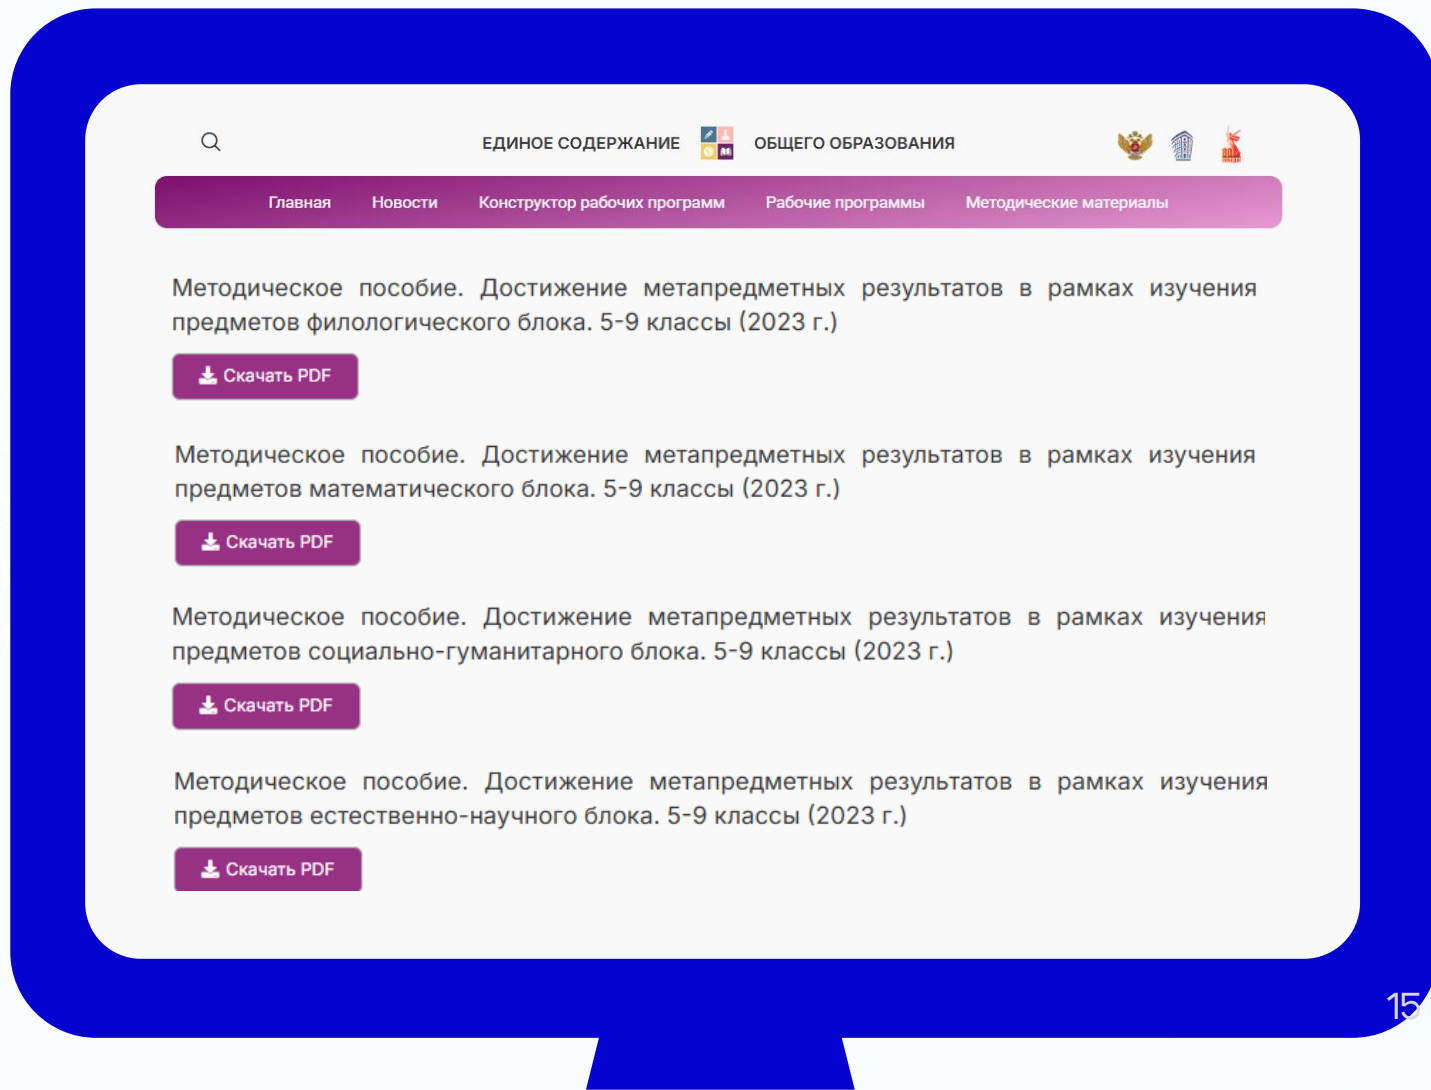 ЕДИНОЕ СОДЕРЖАНИЕ ОБЩЕГО ОБРАЗОВАНИЯ
Главная Новости Конструктор рабочих программ Рабочие программы Методические материалы
Методическое пособие. Достижение метапредметных результатов в рамках изучения
предметов филологического блока. 5-9 классы (2023 г.)
Скачать PDF
Методическое пособие. Достижение метапредметных результатов в рамках изучения
предметов математического блока. 5-9 классы (2023 г.)
Скачать PDF
Методическое пособие. Достижение метапредметных результатов в рамках изучения
предметов социально-гуманитарного блока. 5-9 классы (2023 г.)
Скачать PDF
Методическое пособие. Достижение метапредметных результатов в рамках изучения
предметов естественно-научного блока. 5-9 классы (2023 г.)
Скачать PDF
15